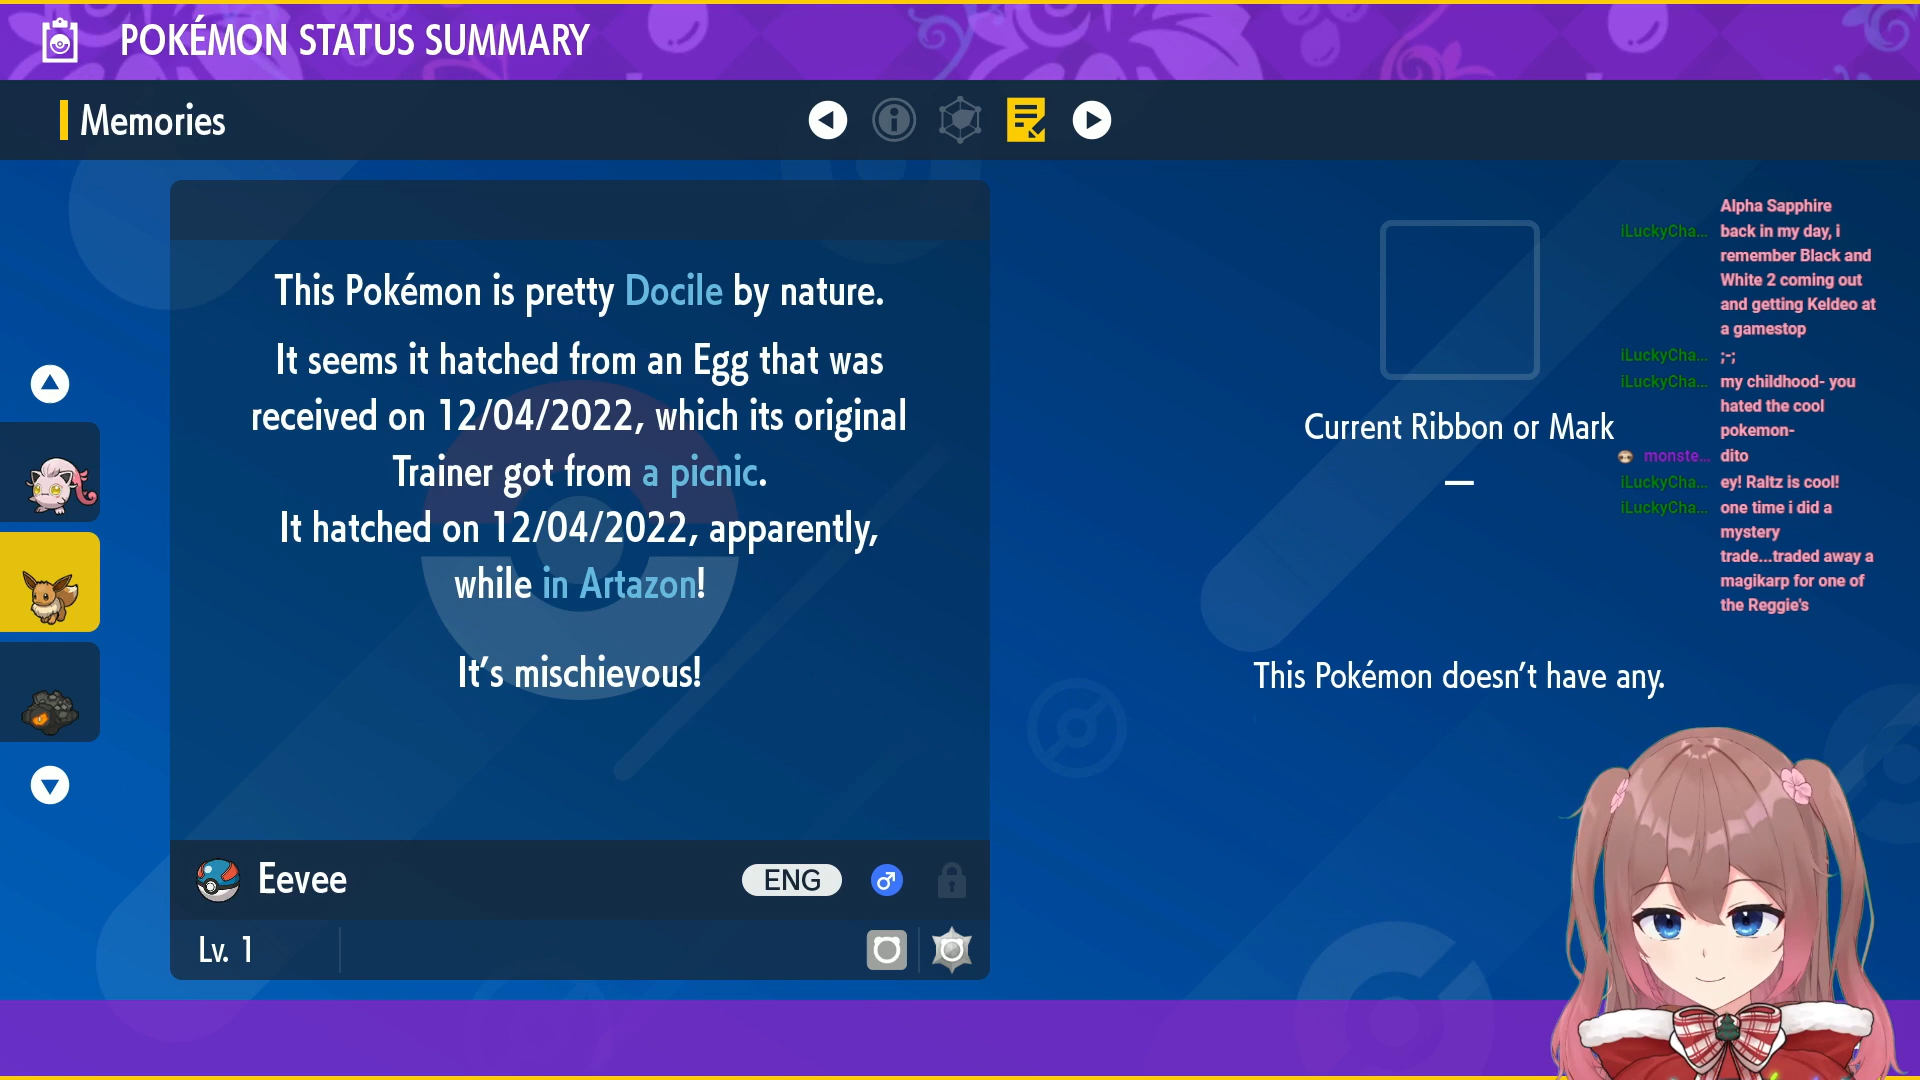 POKÉMON STATUS SUMMARY
Memories
This Pokémon is pretty Docile by nature.
It seems it hatched from an Egg that was
received on 12/04/2022, which its original
Trainer got from a picnic.
It hatched on 12/04/2022, apparently,
while in Artazon!
It's mischievous!
Eevee
ENG
Lv. 1
Current Ribbon or Mark
—
This Pokémon doesn't have any.
Alpha Sapphire
iLuckyCha... back in my day, i
remember Black and
White 2 coming out
and getting Keldeo at
a gamestop
iLuckyCha... ;-;
iLuckyCha... my childhood- you
hated the cool
pokemon-
monste... dito
iLuckyCha... ey! Raltz is cool!
iLuckyCha... one time i did a
mystery
trade...traded away a
magikarp for one of
the Reggie's